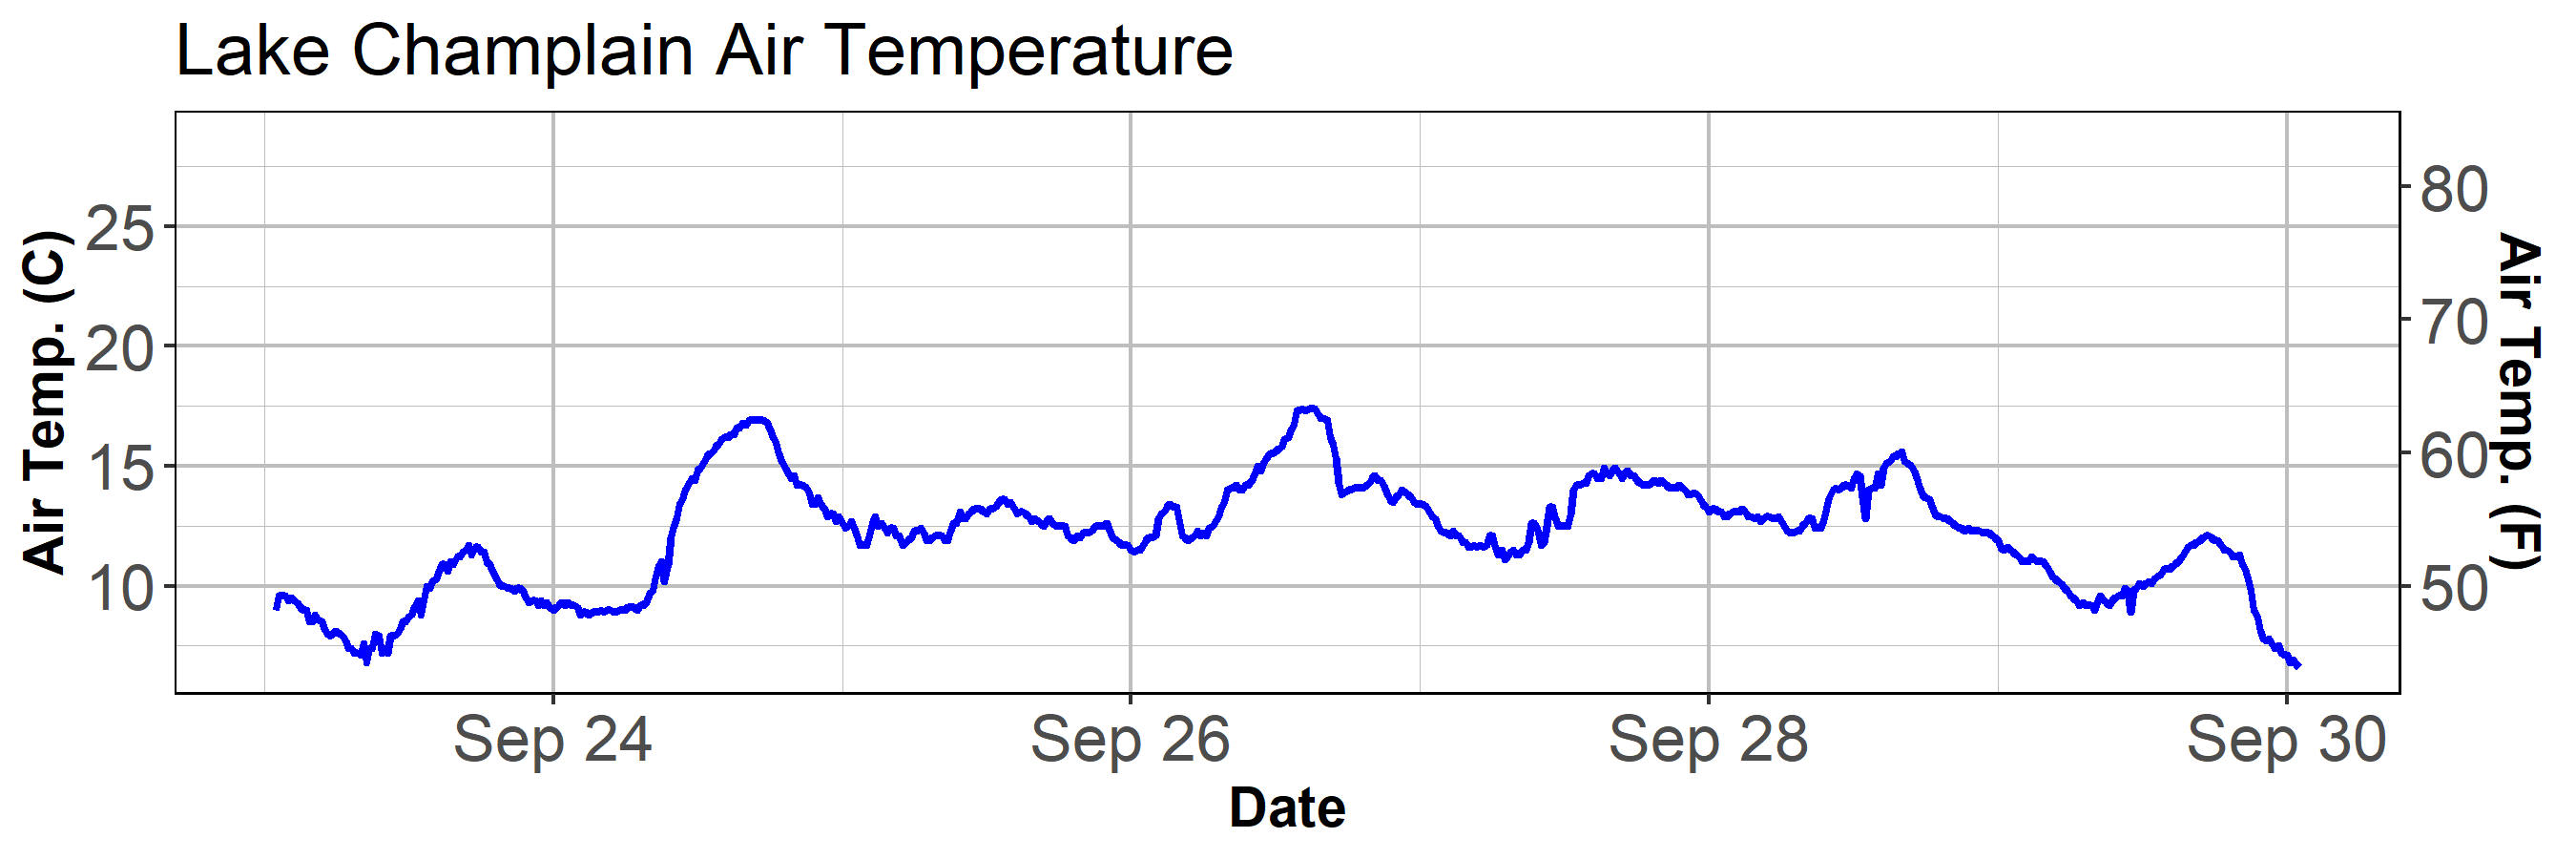 Lake Champlain Air Temperature
Air Temp. (C)
25
20
15
10
80
70
60
50
Air Temp. (F)
Sep 24
Sep 26
Sep 28
Sep 30
Date